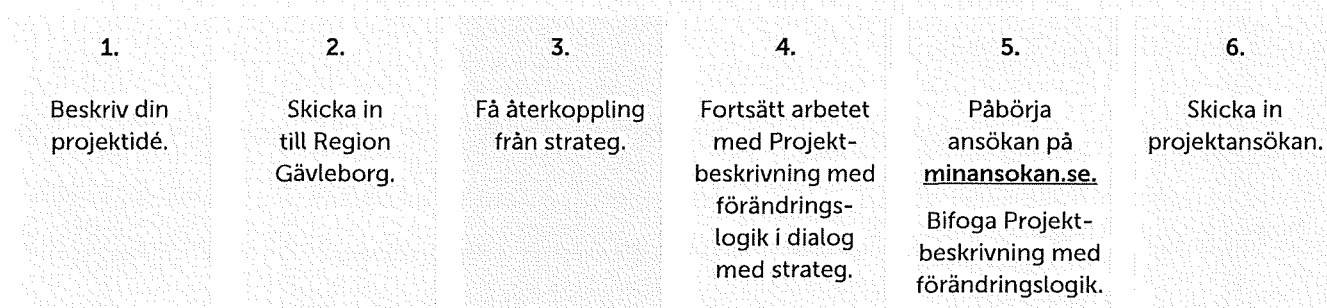 1.
Beskriv din
projektidé.
2.
Skicka in
till Region
Gävleborg.
3.
Få återkoppling
från strateg.
4.
Fortsätt arbetet
med Projekt-
beskrivning med
förändrings-
logik i dialog
med strateg.
5.
Påbörja
ansökan på
minansokan.se.
Bifoga Projekt-
beskrivning med
förändringslogik.
6.
Skicka in
projektansökan.